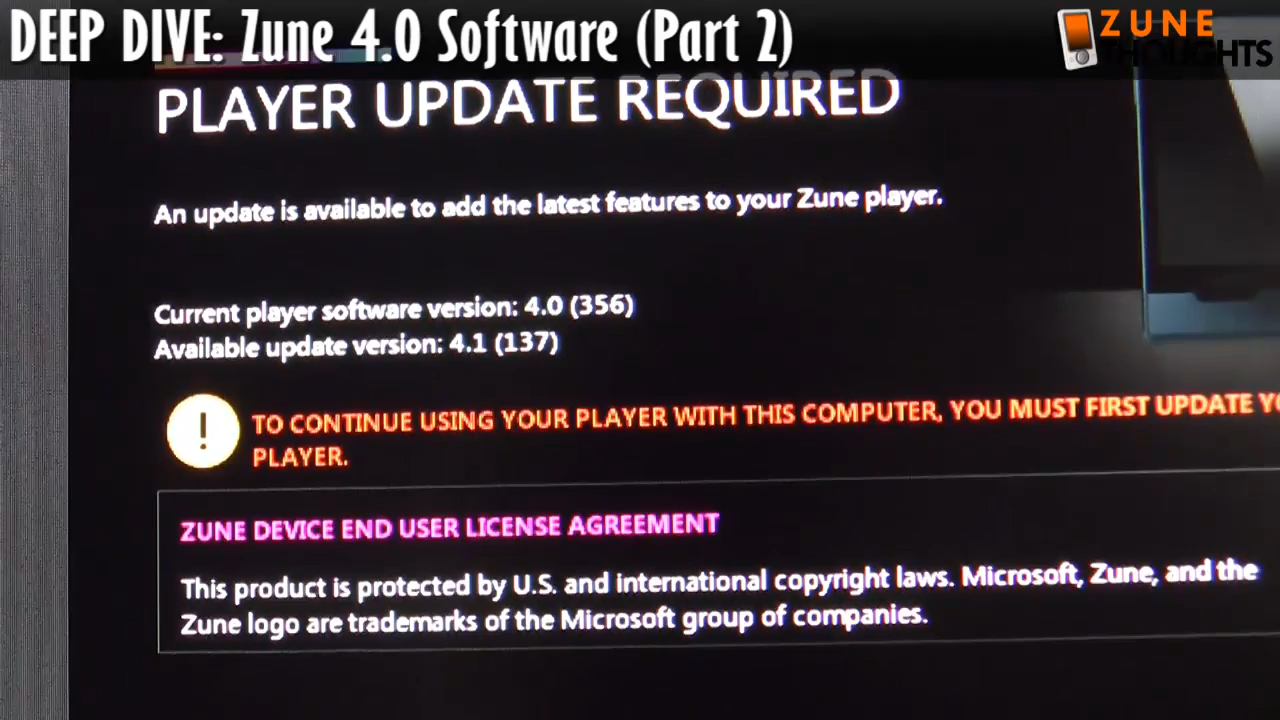 DEEP DIVE: Zune 4.0 Software (Part 2)
ZUNE
THOUGHTS
PLAYER UPDATE REQUIRED
An update is available to add the latest features to your Zune player.
Current player software version: 4.0 (356)
Available update version: 4.1 (137)
! TO CONTINUE USING YOUR PLAYER WITH THIS COMPUTER, YOU MUST FIRST UPDATE YO
PLAYER.
ZUNE DEVICE END USER LICENSE AGREEMENT
This product is protected by U.S. and international copyright laws. Microsoft, Zune, and the
Zune logo are trademarks of the Microsoft group of companies.